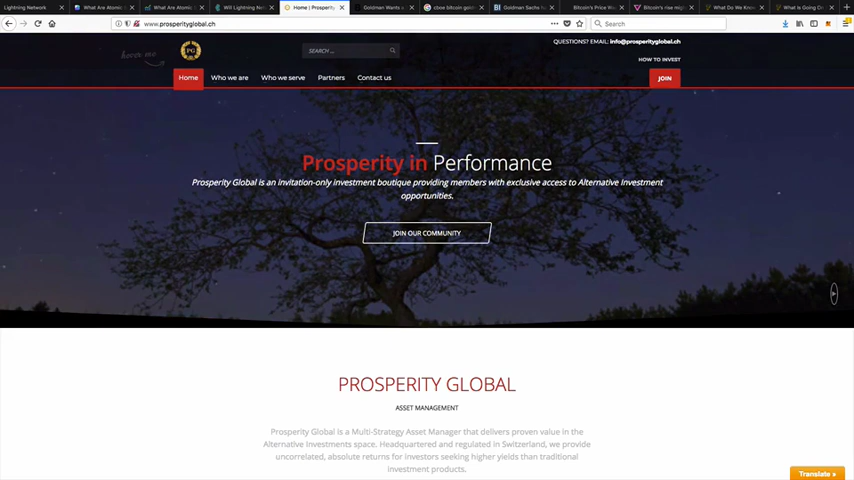 Lightning Network
What Are Atomic S
What Are Atomic S
Will Lightning Netw
Home | Prosperity
Goldman Wants
cboe bitcoin
Goldman Sachs
Bitcoin's Price
Bitcoin's rise
What Do We Know
What Is Going On
www.prosperityglobal.ch
Search
PG
SEARCH ...
QUESTIONS? EMAIL: info@prosperityglobal.ch
HOW TO INVEST
Home
Who we are
Who we serve
Partners
Contact us
JOIN
Prosperity in Performance
Prosperity Global is an invitation-only investment boutique providing members with exclusive access to Alternative Investment
opportunities.
JOIN OUR COMMUNITY
PROSPERITY GLOBAL
ASSET MANAGEMENT
Prosperity Global is a Multi-Strategy Asset Manager that delivers proven value in the
Alternative Investments space. Headquartered and regulated in Switzerland, we provide
uncorrelated, absolute returns for investors seeking higher yields than traditional
investment products.
Translate »